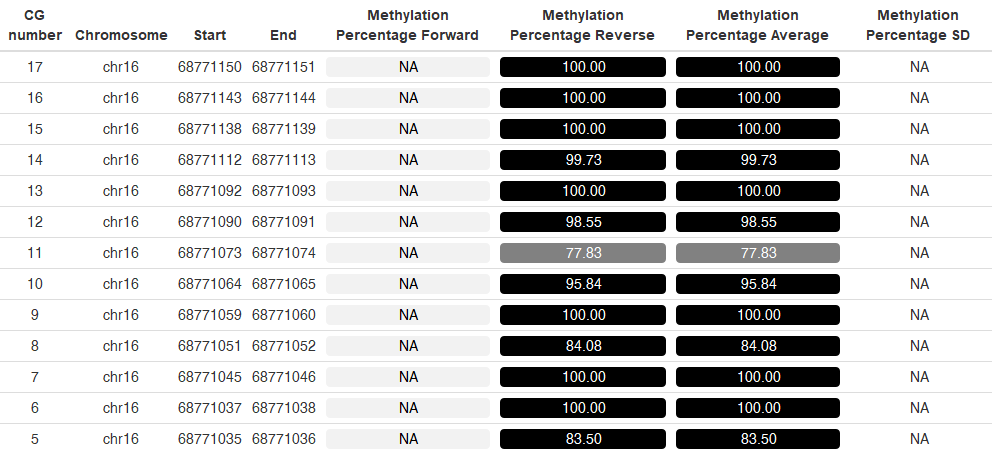 CG number Chromosome Start End Methylation Percentage Forward Methylation Percentage Reverse Methylation Percentage Average Methylation Percentage SD
17 chr16 68771150 68771151 NA 100.00 100.00 NA
16 chr16 68771143 68771144 NA 100.00 100.00 NA
15 chr16 68771138 68771139 NA 100.00 100.00 NA
14 chr16 68771112 68771113 NA 99.73 99.73 NA
13 chr16 68771092 68771093 NA 100.00 100.00 NA
12 chr16 68771090 68771091 NA 98.55 98.55 NA
11 chr16 68771073 68771074 NA 77.83 77.83 NA
10 chr16 68771064 68771065 NA 95.84 95.84 NA
9 chr16 68771059 68771060 NA 100.00 100.00 NA
8 chr16 68771051 68771052 NA 84.08 84.08 NA
7 chr16 68771045 68771046 NA 100.00 100.00 NA
6 chr16 68771037 68771038 NA 100.00 100.00 NA
5 chr16 68771035 68771036 NA 83.50 83.50 NA